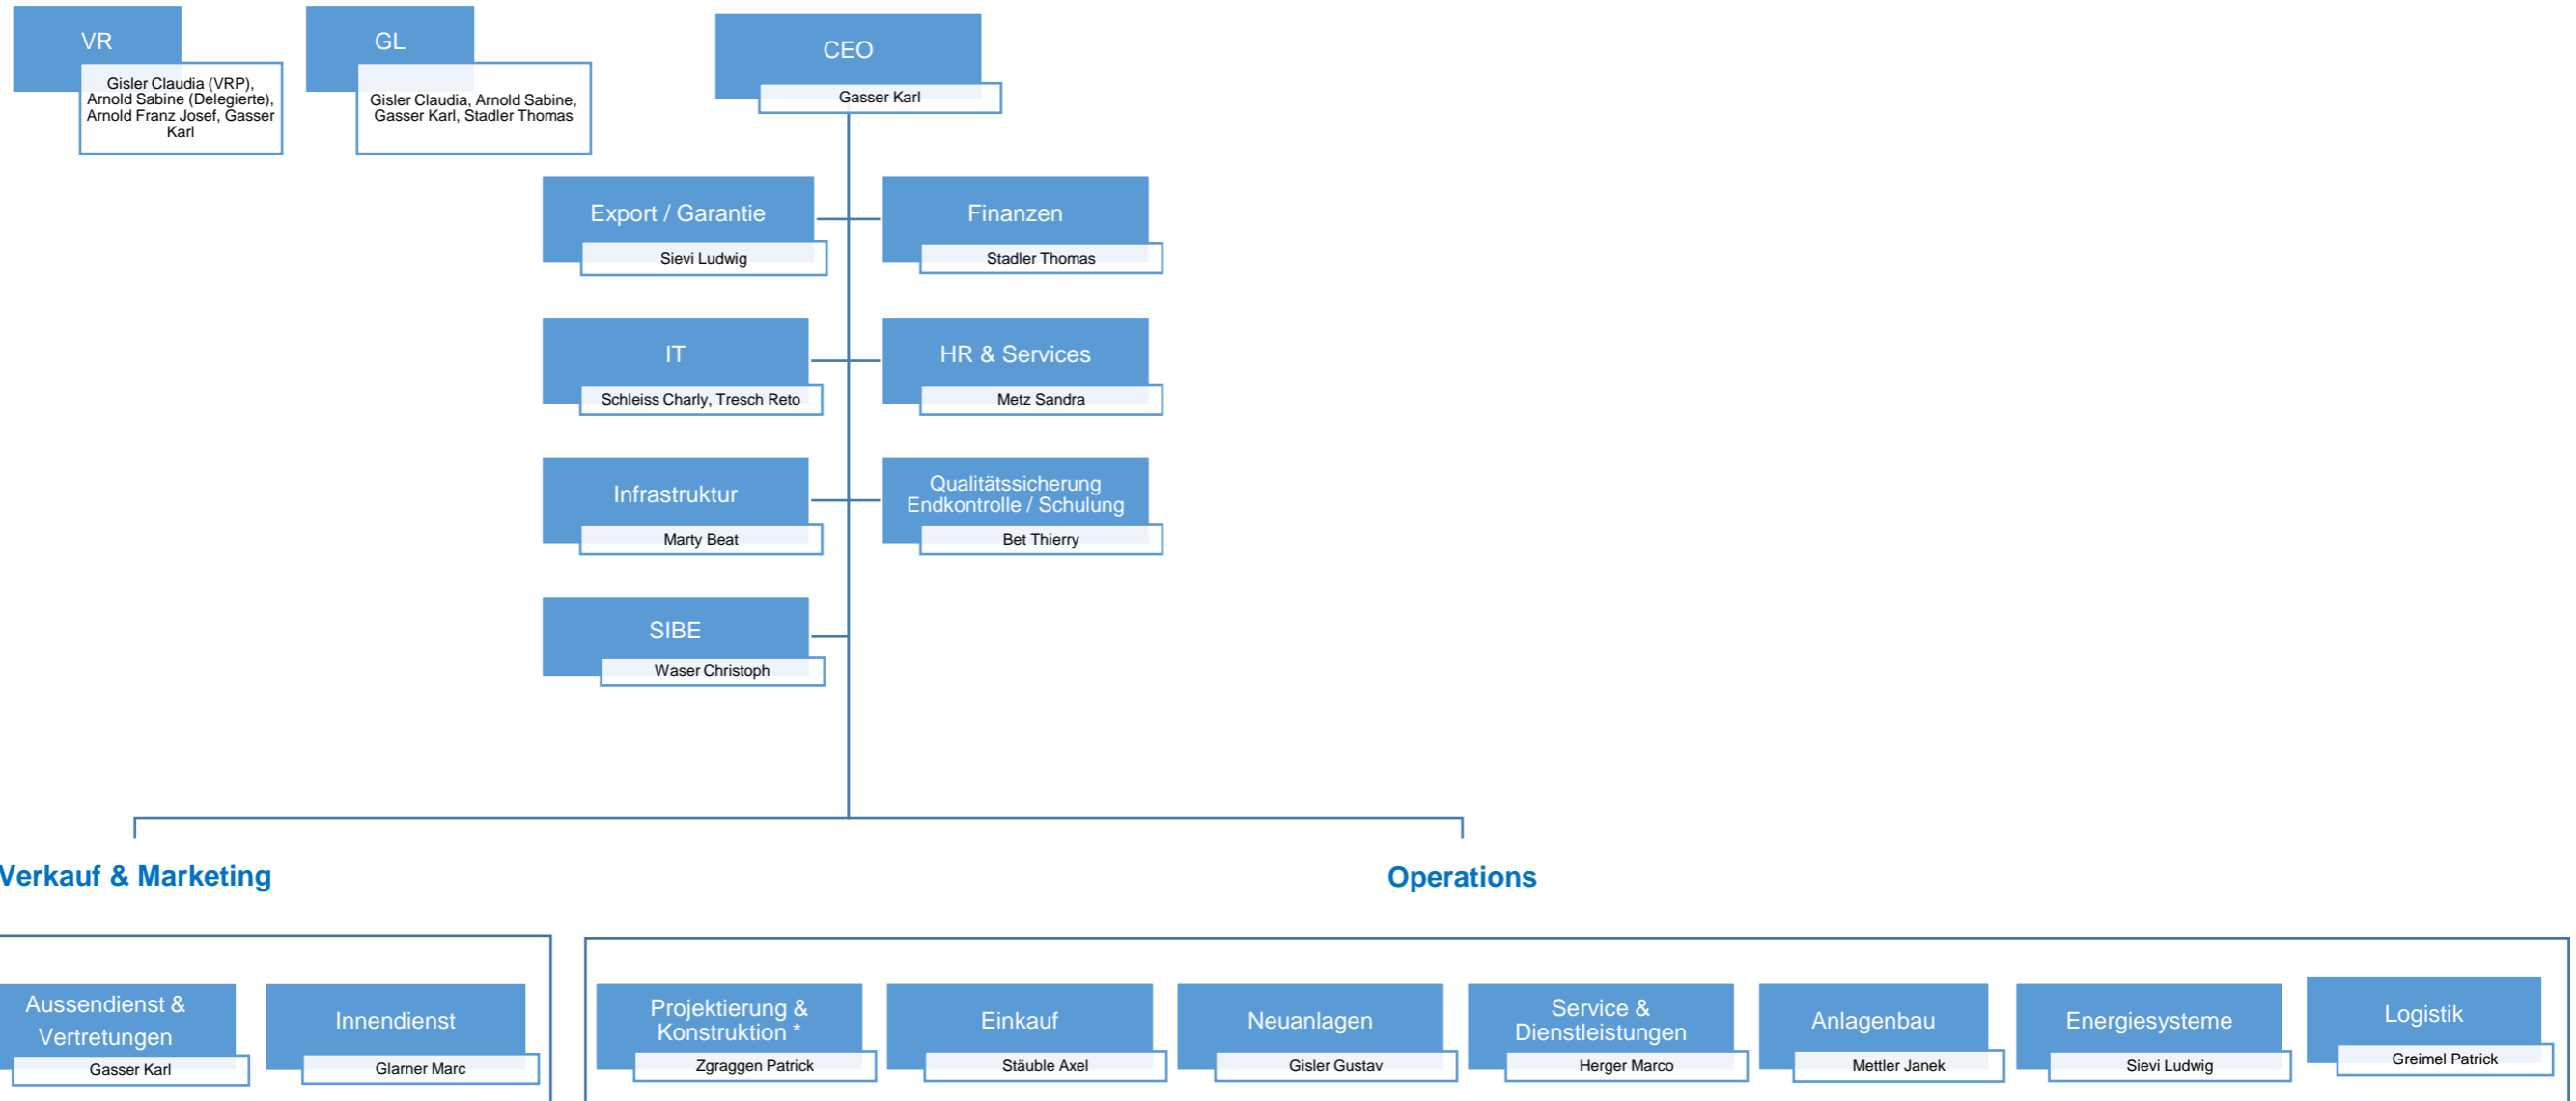 VR
Gisler Claudia (VRP),
Arnold Sabine (Delegierte),
Arnold Franz Josef, Gasser
Karl
GL
Gisler Claudia, Arnold Sabine,
Gasser Karl, Stadler Thomas
CEO
Gasser Karl
Export / Garantie
Sievi Ludwig
Finanzen
Stadler Thomas
IT
Schleiss Charly, Tresch Reto
HR & Services
Metz Sandra
Infrastruktur
Marty Beat
Qualitätssicherung
Endkontrolle / Schulung
Bet Thierry
SIBE
Waser Christoph
Verkauf & Marketing
Operations
Aussendienst &
Vertretungen
Gasser Karl
Innendienst
Glarner Marc
Projektierung &
Konstruktion *
Zgraggen Patrick
Einkauf
Stäuble Axel
Neuanlagen
Gisler Gustav
Service &
Dienstleistungen
Herger Marco
Anlagenbau
Mettler Janek
Energiesysteme
Sievi Ludwig
Logistik
Greimel Patrick